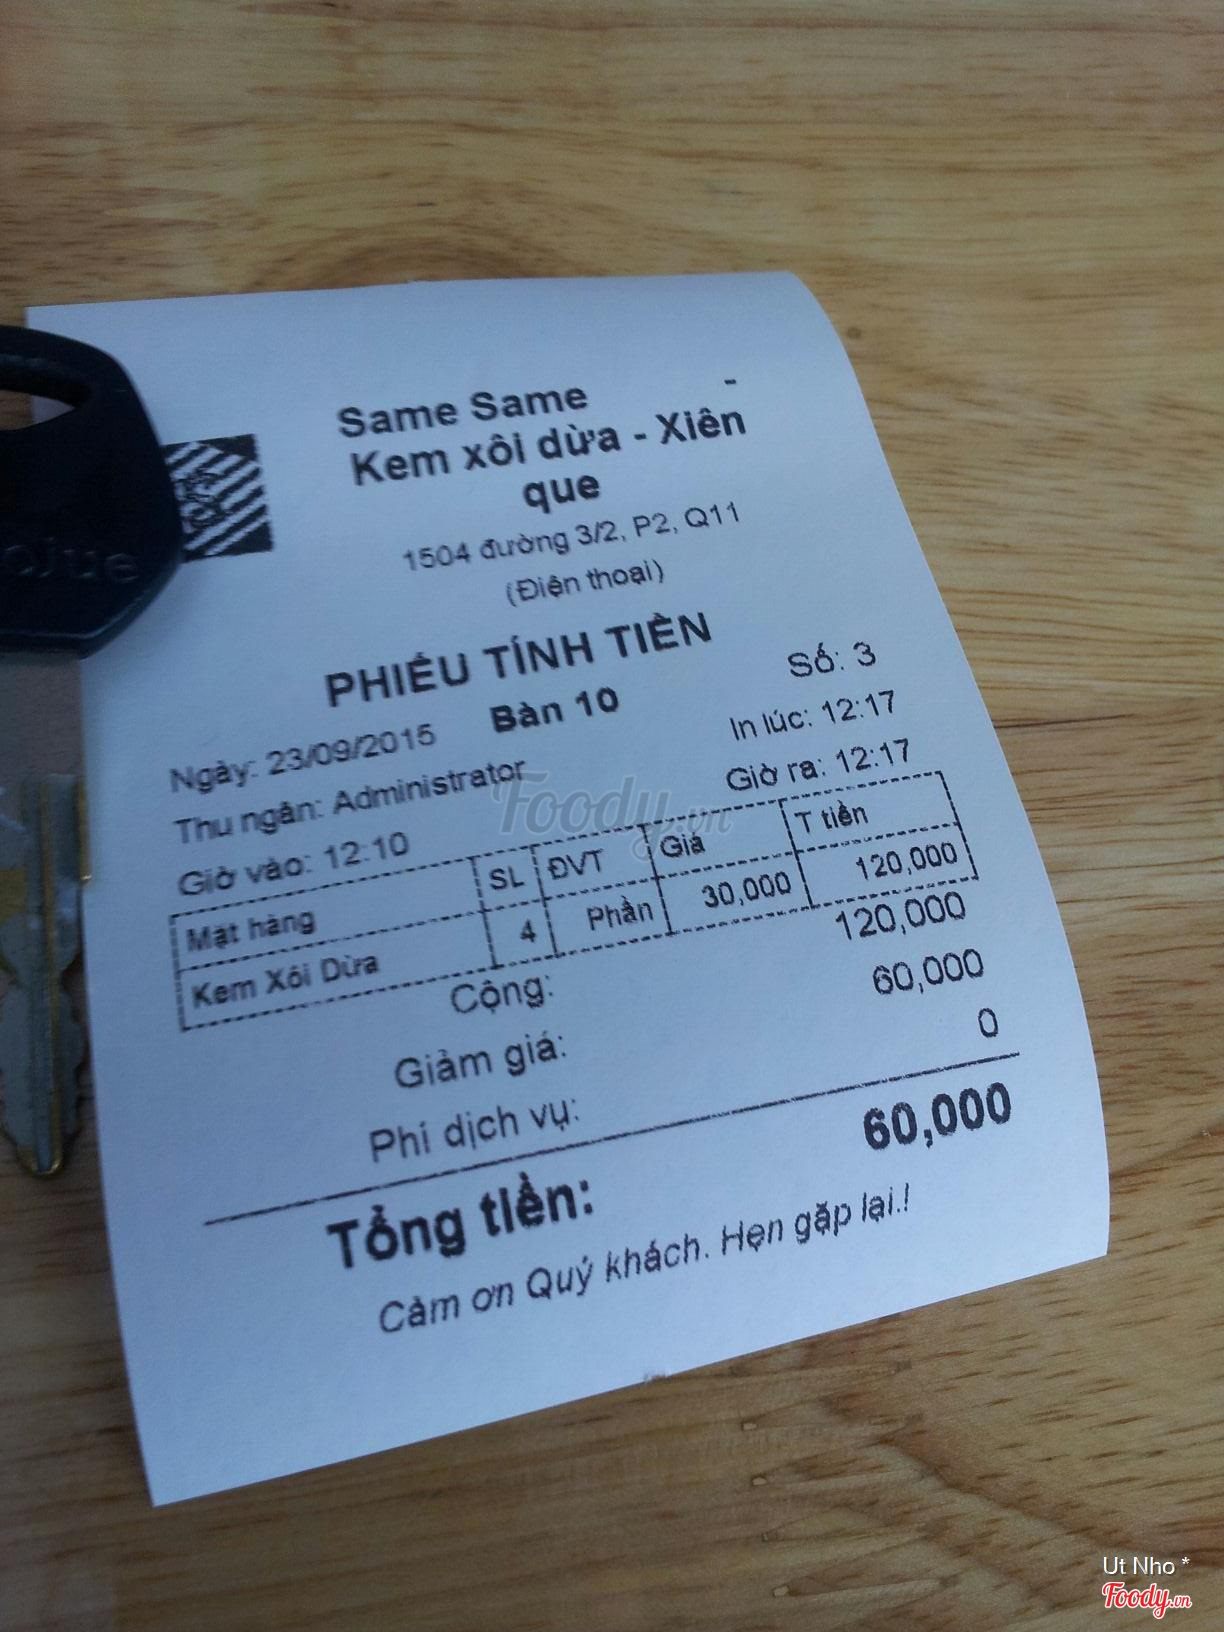 Same Same -
Kem xôi dừa - Xiên
que
1504 đường 3/2, P2, Q11
(Điện thoại)
PHIẾU TÍNH TIỀN
Số: 3
Ngày: 23/09/2015 Bàn 10 In lúc: 12:17
Thu ngân: Administrator Giờ ra: 12:17
Giờ vào: 12:10
Mặt hàng SL ĐVT Giá T tiền
Kem Xôi Dừa 4 Phần 30,000 120,000
Cộng: 120,000
Giảm giá: 60,000
Phí dịch vụ: 0
Tổng tiền: 60,000
Cảm ơn Quý khách. Hẹn gặp lại.!
Foody.vn
Ut Nho *
Foody.vn